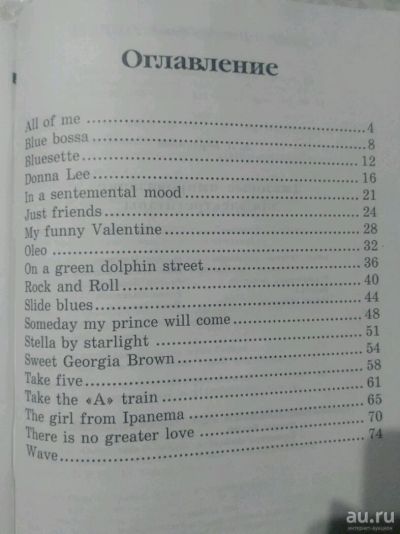 Оглавление
All of me ........ 4
Blue bossa ........ 8
Bluesette ........ 12
Donna Lee ........ 16
In a sentemental mood ........ 21
Just friends ........ 24
My funny Valentine ........ 28
Oleo ........ 32
On a green dolphin street ........ 36
Rock and Roll ........ 40
Slide blues ........ 44
Someday my prince will come ........ 48
Stella by starlight ........ 51
Sweet Georgia Brown ........ 54
Take five ........ 58
Take the «A» train ........ 61
The girl from Ipanema ........ 65
There is no greater love ........ 70
Wave ........ 74
au.ru
интернет-аукцион